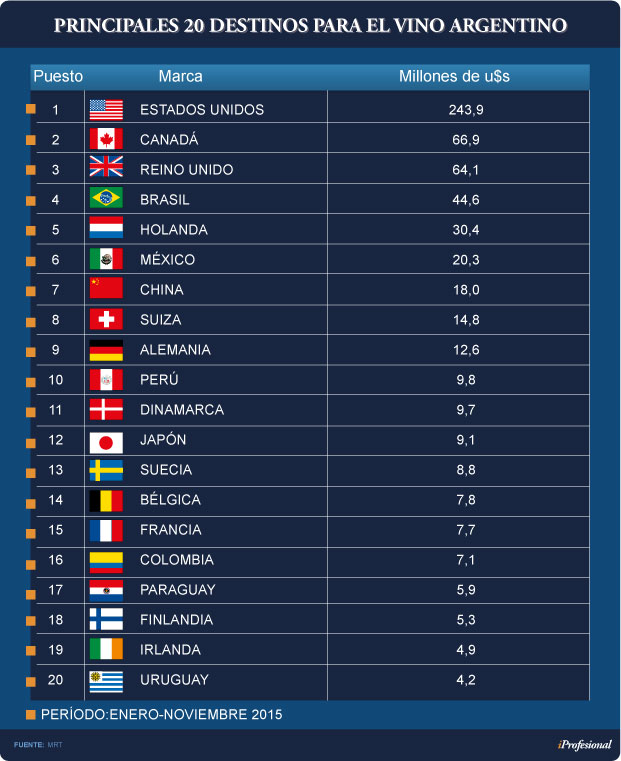 PRINCIPALES 20 DESTINOS PARA EL VINO ARGENTINO
Puesto Marca Millones de u$s
1 ESTADOS UNIDOS 243,9
2 CANADÁ 66,9
3 REINO UNIDO 64,1
4 BRASIL 44,6
5 HOLANDA 30,4
6 MÉXICO 20,3
7 CHINA 18,0
8 SUIZA 14,8
9 ALEMANIA 12,6
10 PERÚ 9,8
11 DINAMARCA 9,7
12 JAPÓN 9,1
13 SUECIA 8,8
14 BÉLGICA 7,8
15 FRANCIA 7,7
16 COLOMBIA 7,1
17 PARAGUAY 5,9
18 FINLANDIA 5,3
19 IRLANDA 4,9
20 URUGUAY 4,2
PERÍODO:ENERO-NOVIEMBRE 2015
FUENTE: MRT iProfesional